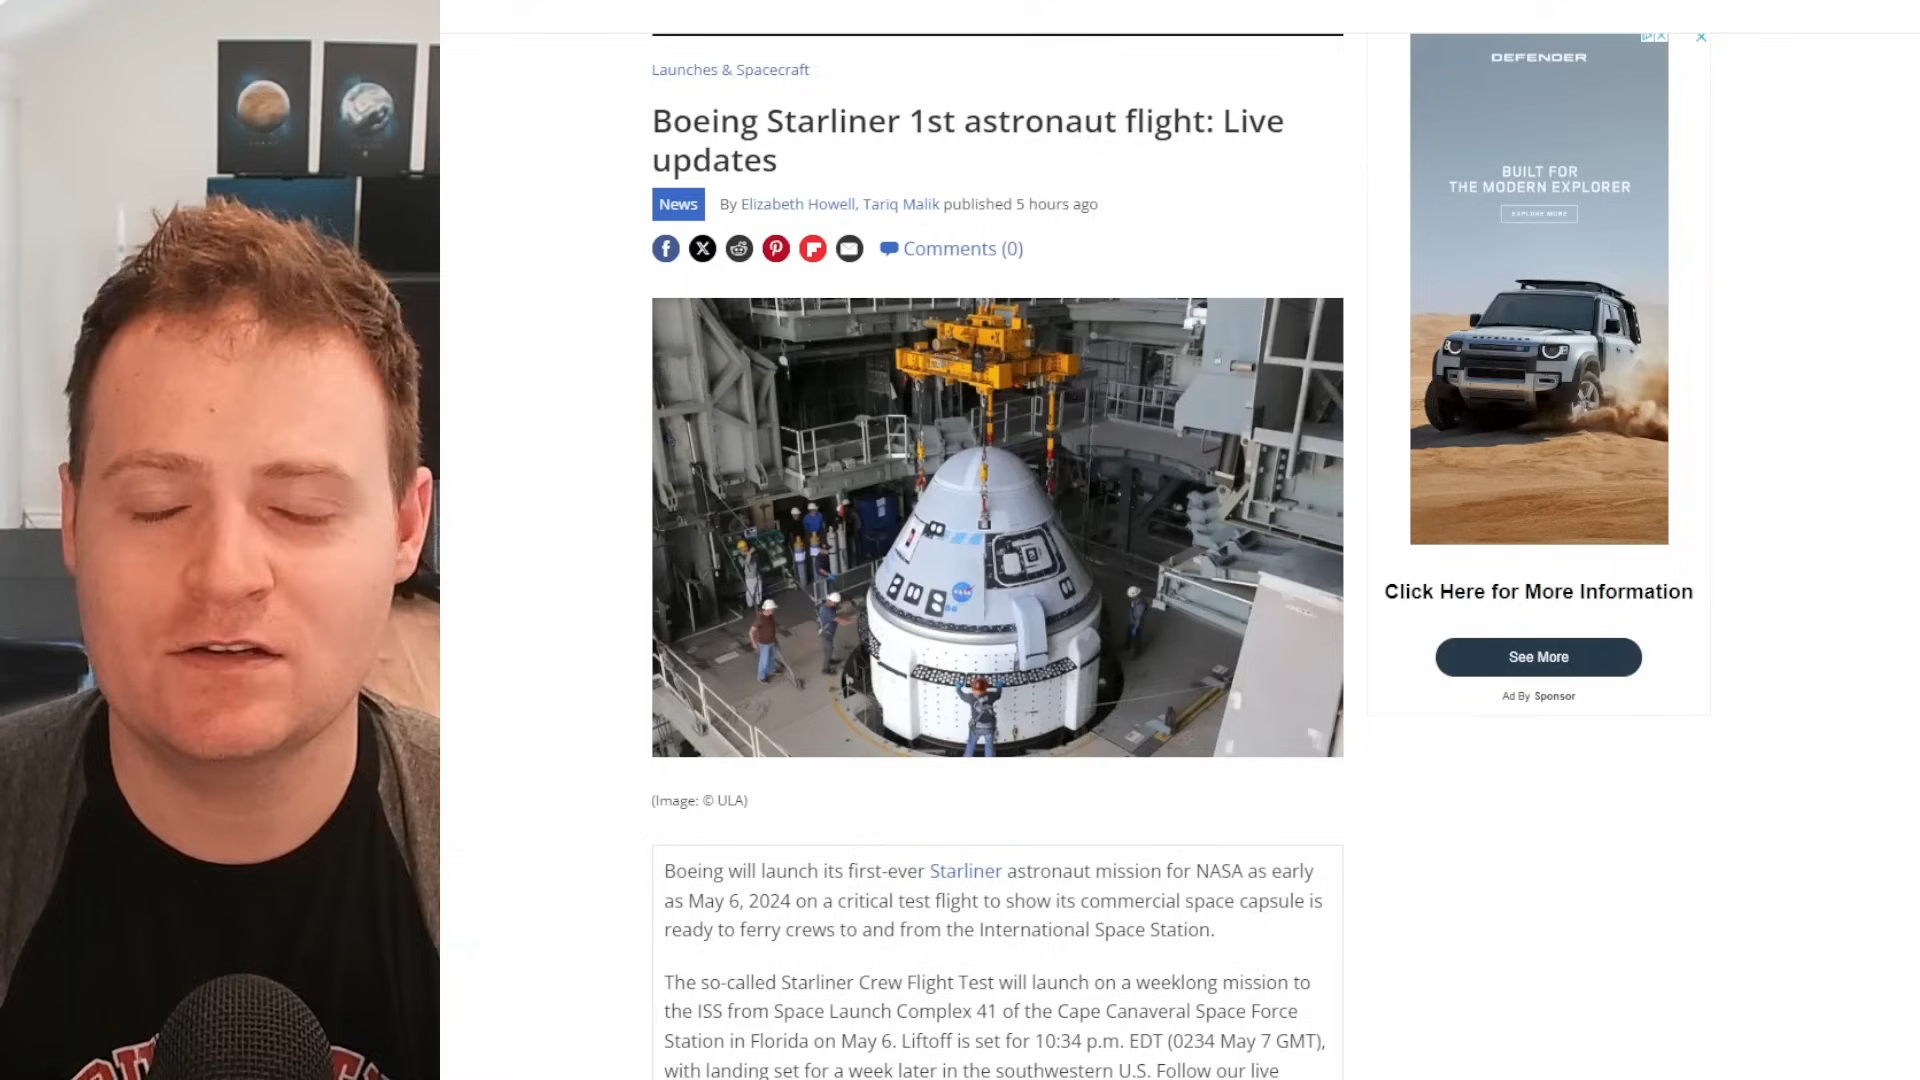 Launches & Spacecraft
Boeing Starliner 1st astronaut flight: Live
updates
News By Elizabeth Howell, Tariq Malik published 5 hours ago
Comments (0)
(Image: © ULA)
Boeing will launch its first-ever Starliner astronaut mission for NASA as early
as May 6, 2024 on a critical test flight to show its commercial space capsule is
ready to ferry crews to and from the International Space Station.
The so-called Starliner Crew Flight Test will launch on a weeklong mission to
the ISS from Space Launch Complex 41 of the Cape Canaveral Space Force
Station in Florida on May 6. Liftoff is set for 10:34 p.m. EDT (0234 May 7 GMT),
with landing set for a week later in the southwestern U.S. Follow our live
DEFENDER
BUILT FOR
THE MODERN EXPLORER
EXPLORE MORE
Click Here for More Information
See More
Ad By Sponsor